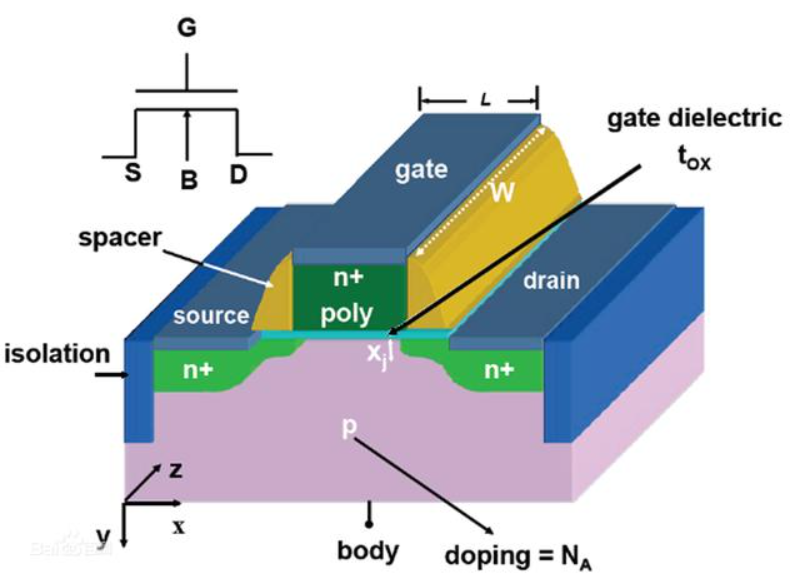 G
S
B
D
L
gate dielectric
tox
gate
W
spacer
n+
poly
drain
source
isolation
xj
n+
n+
p
z
x
y
body
doping = NA